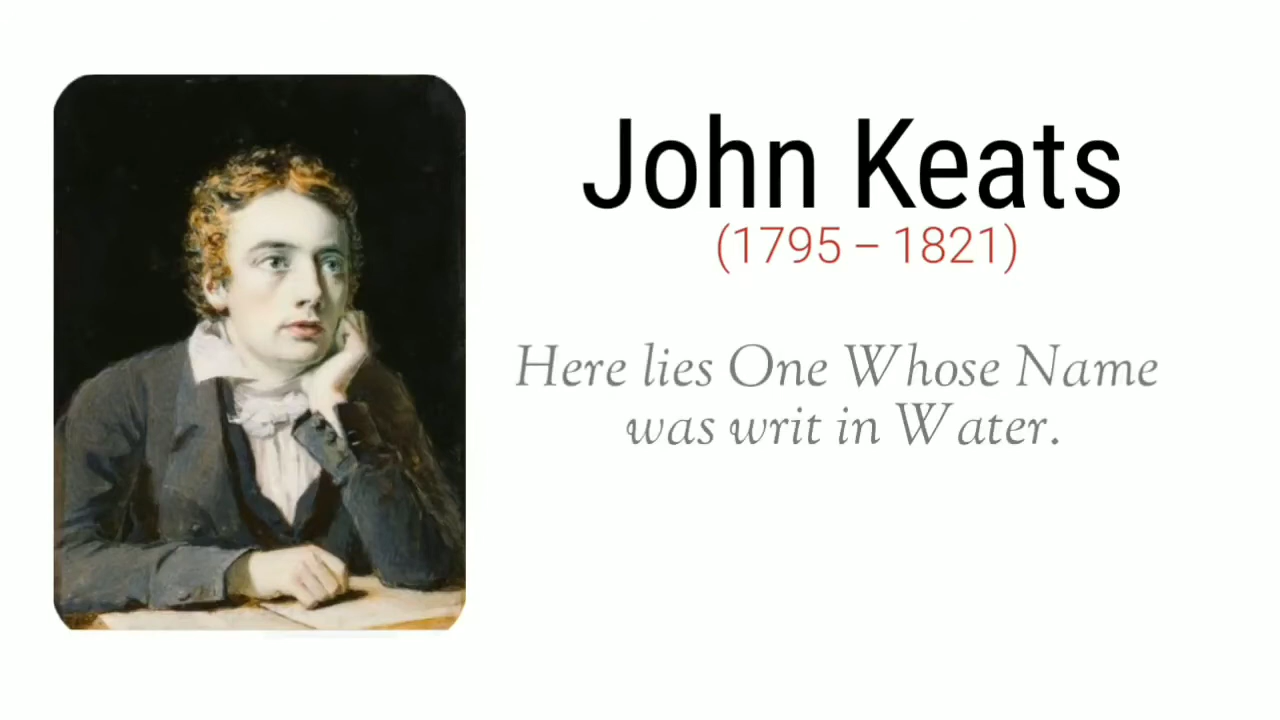 John Keats
(1795 – 1821)
Here lies One Whose Name
was writ in Water.